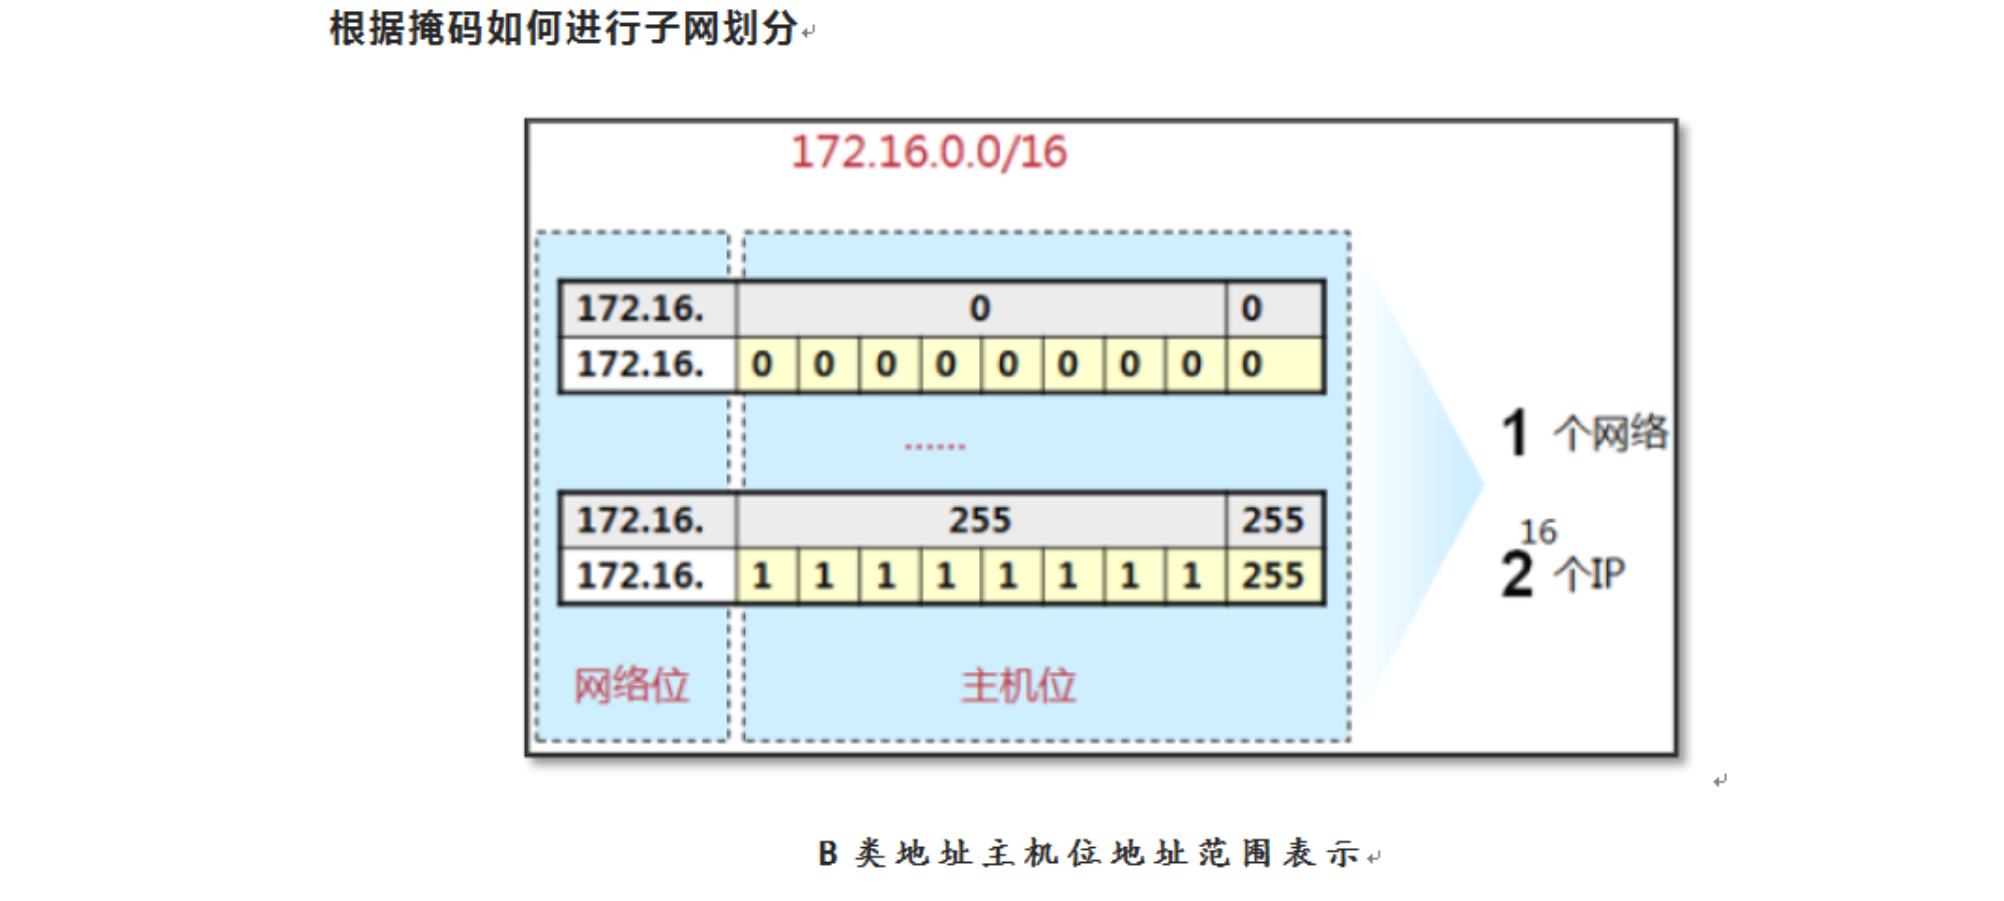 根据掩码如何进行子网划分
172.16.0.0/16
172.16. 0 0
172.16. 0 0 0 0 0 0 0 0 0
......
172.16. 255 255
172.16. 1 1 1 1 1 1 1 1 255
网络位 主机位
1 个网络
2^16 个IP
B 类地址主机位地址范围表示